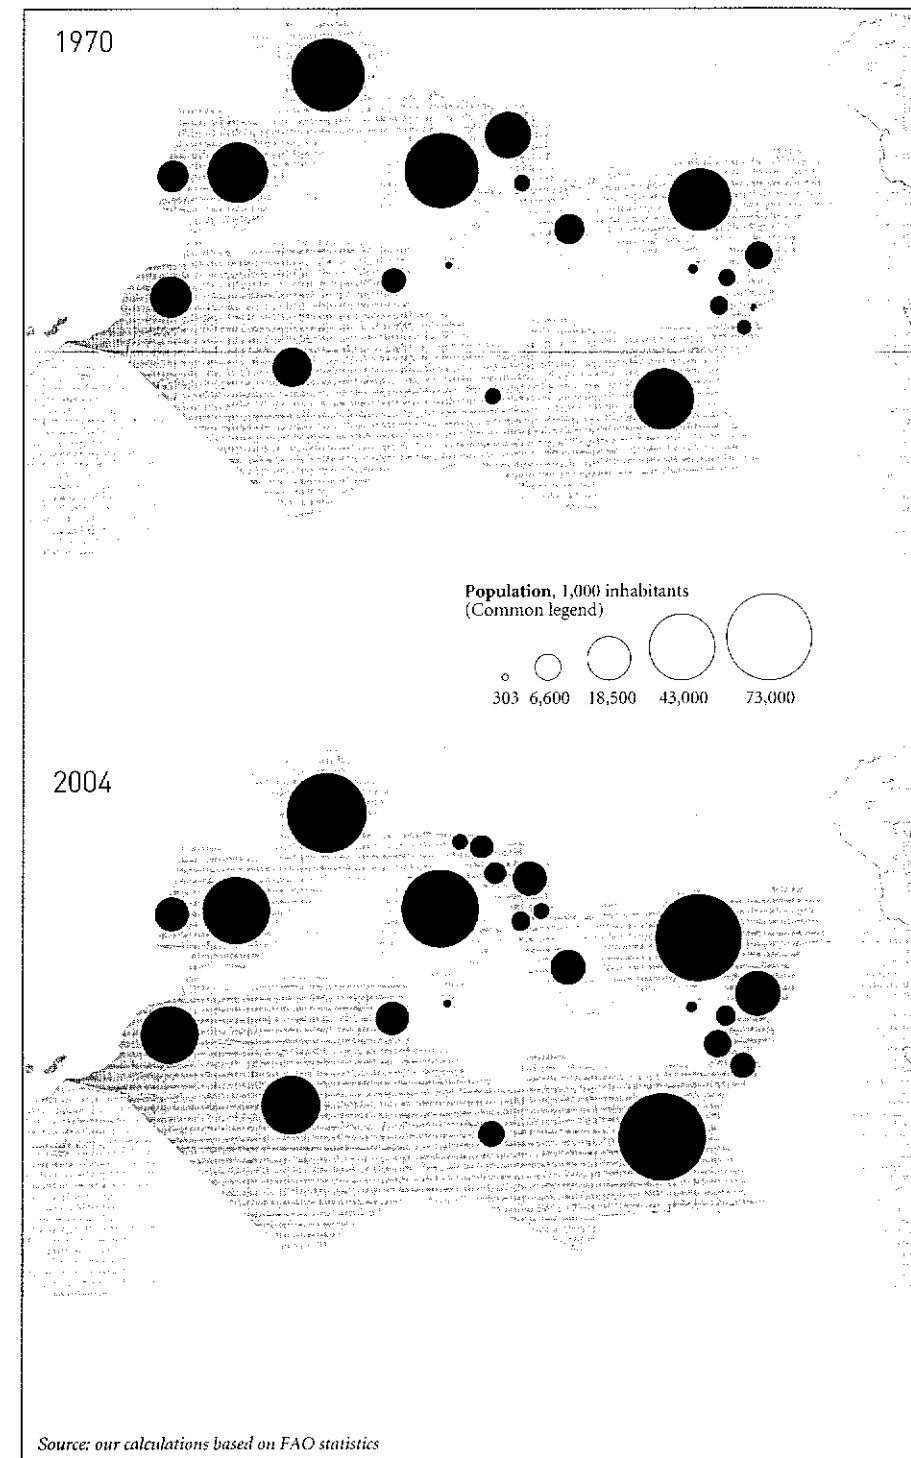 1970
Population, 1,000 inhabitants
(Common legend)
303 6,600 18,500 43,000 73,000
2004
Source: our calculations based on FAO statistics